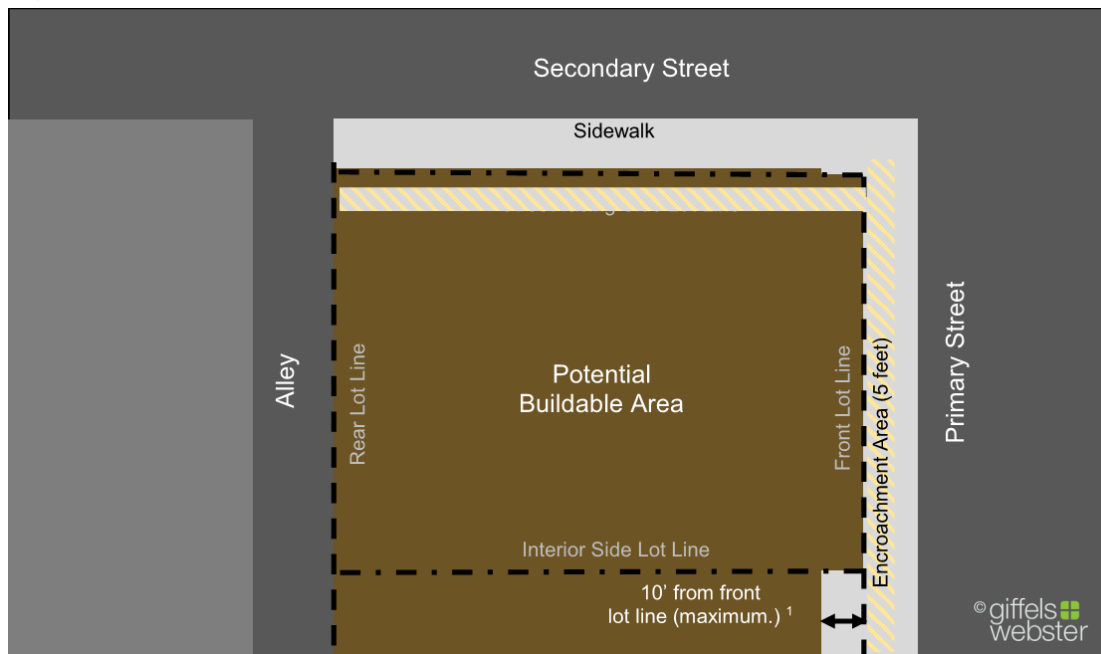 Secondary Street
Sidewalk
Alley
Rear Lot Line
Potential
Buildable Area
Front Lot Line
Encroachment Area (5 feet)
Primary Street
Interior Side Lot Line
10’ from front
lot line (maximum.) 1
© giffels
webster